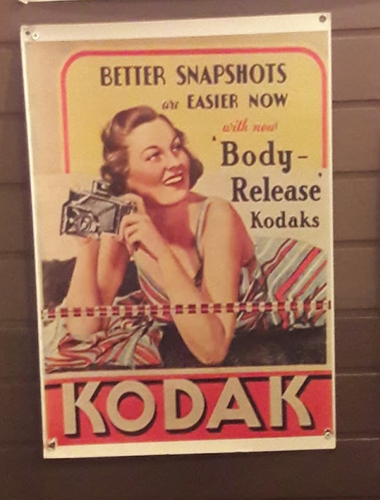 BETTER SNAPSHOTS
are EASIER NOW
with new
"Body-
Release"
Kodaks
KODAK